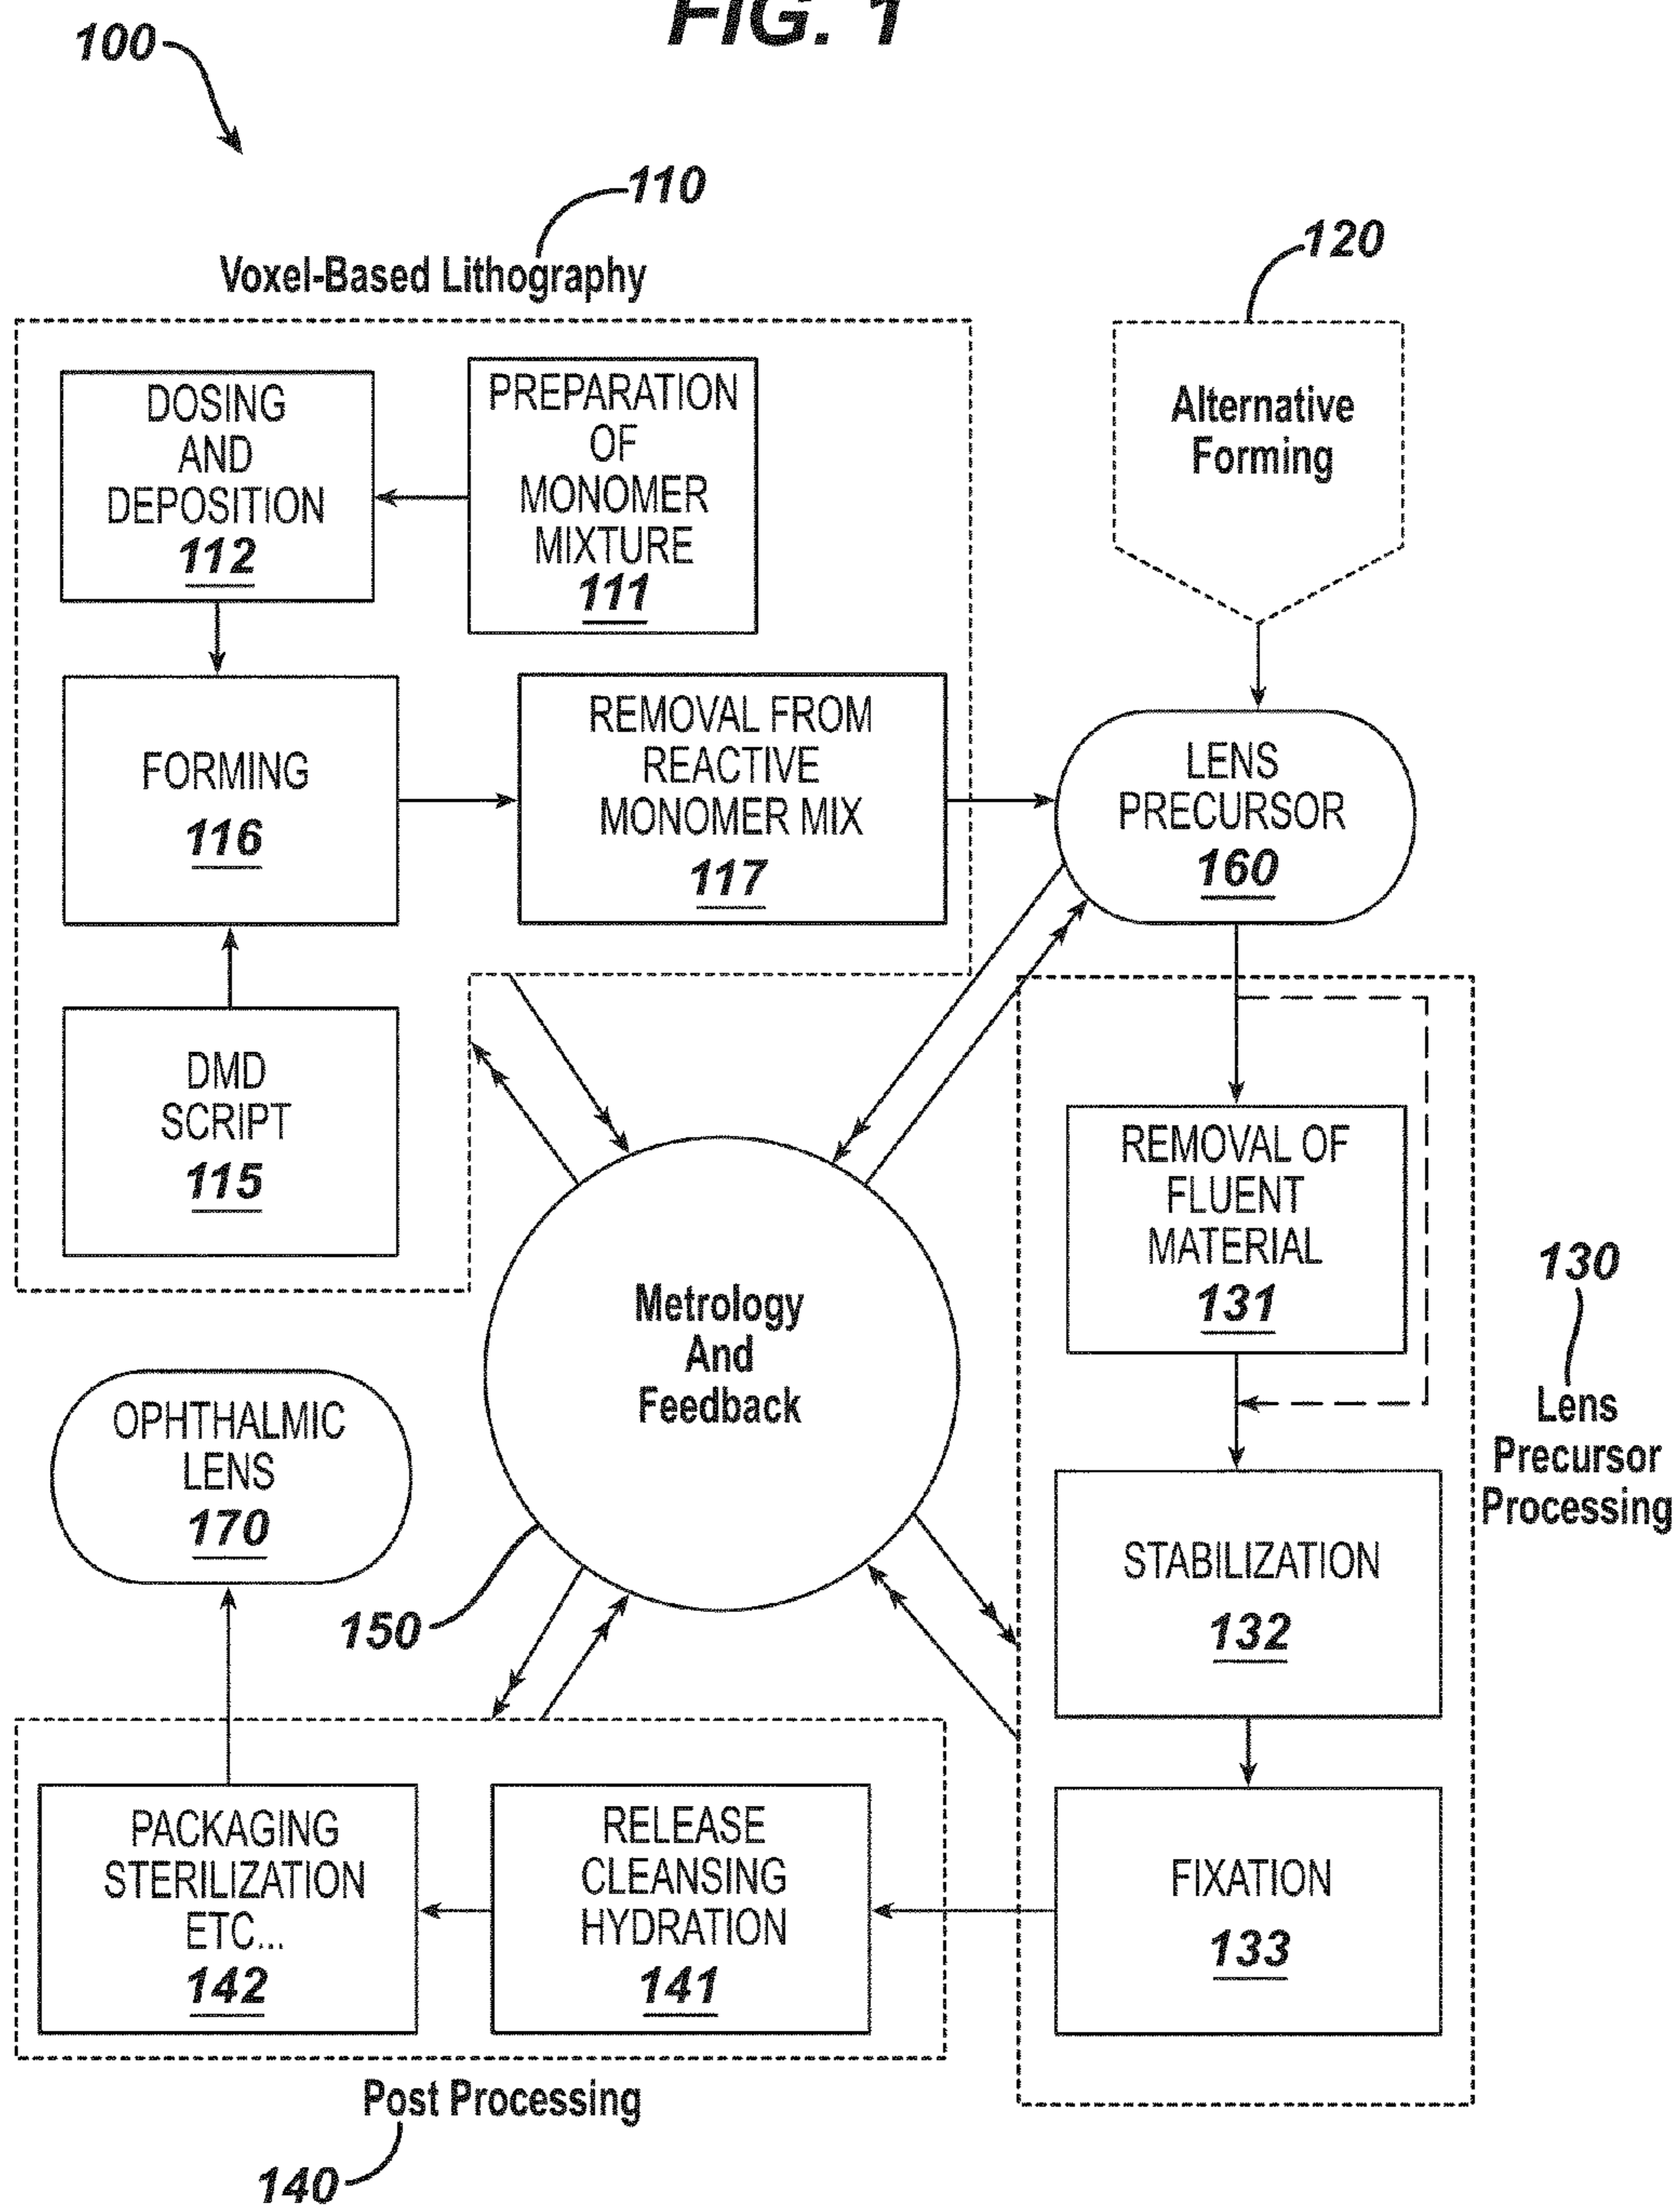 FIG. 1
100
110
Voxel-Based Lithography
120
DOSING
AND
DEPOSITION
112
PREPARATION
OF
MONOMER
MIXTURE
111
Alternative
Forming
FORMING
116
REMOVAL FROM
REACTIVE
MONOMER MIX
117
LENS
PRECURSOR
160
DMD
SCRIPT
115
REMOVAL OF
FLUENT
MATERIAL
131
130
Lens
Precursor
Processing
Metrology
And
Feedback
150
OPHTHALMIC
LENS
170
STABILIZATION
132
PACKAGING
STERILIZATION
ETC...
142
RELEASE
CLEANSING
HYDRATION
141
FIXATION
133
Post Processing
140